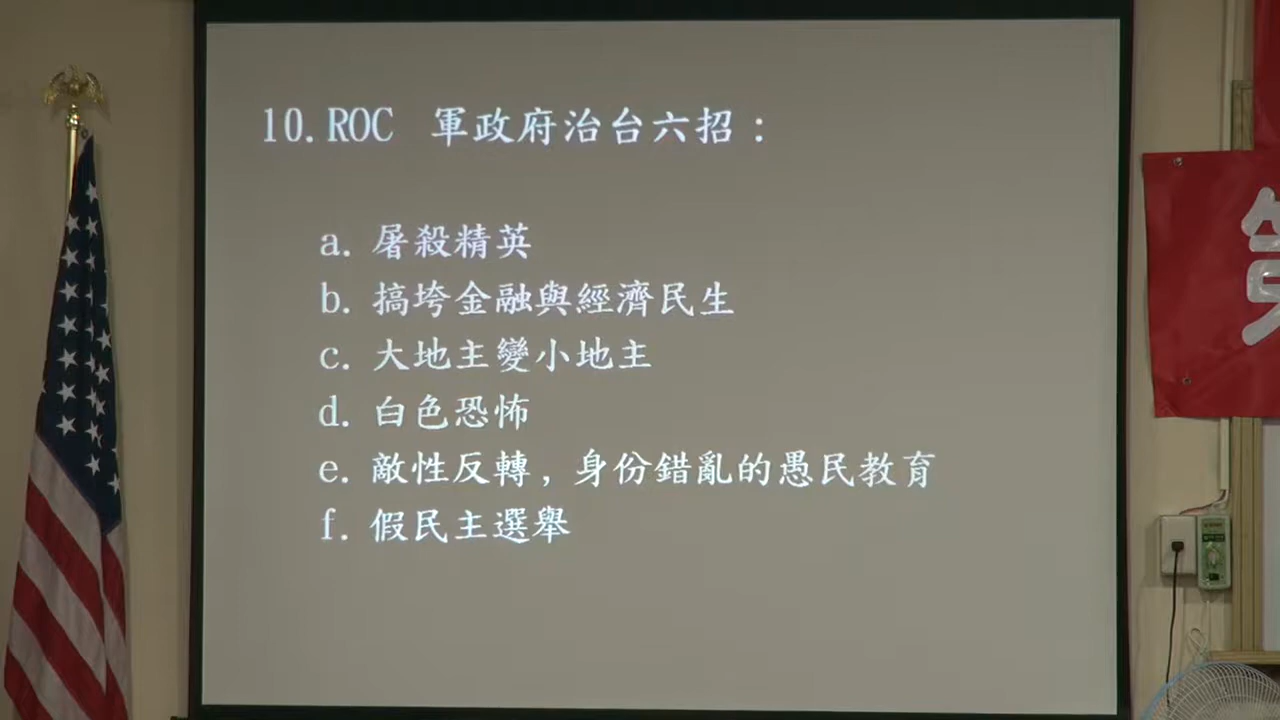 10. ROC 軍政府治台六招：
a. 屠殺精英
b. 搞垮金融與經濟民生
c. 大地主變小地主
d. 白色恐怖
e. 敵性反轉，身份錯亂的愚民教育
f. 假民主選舉
第